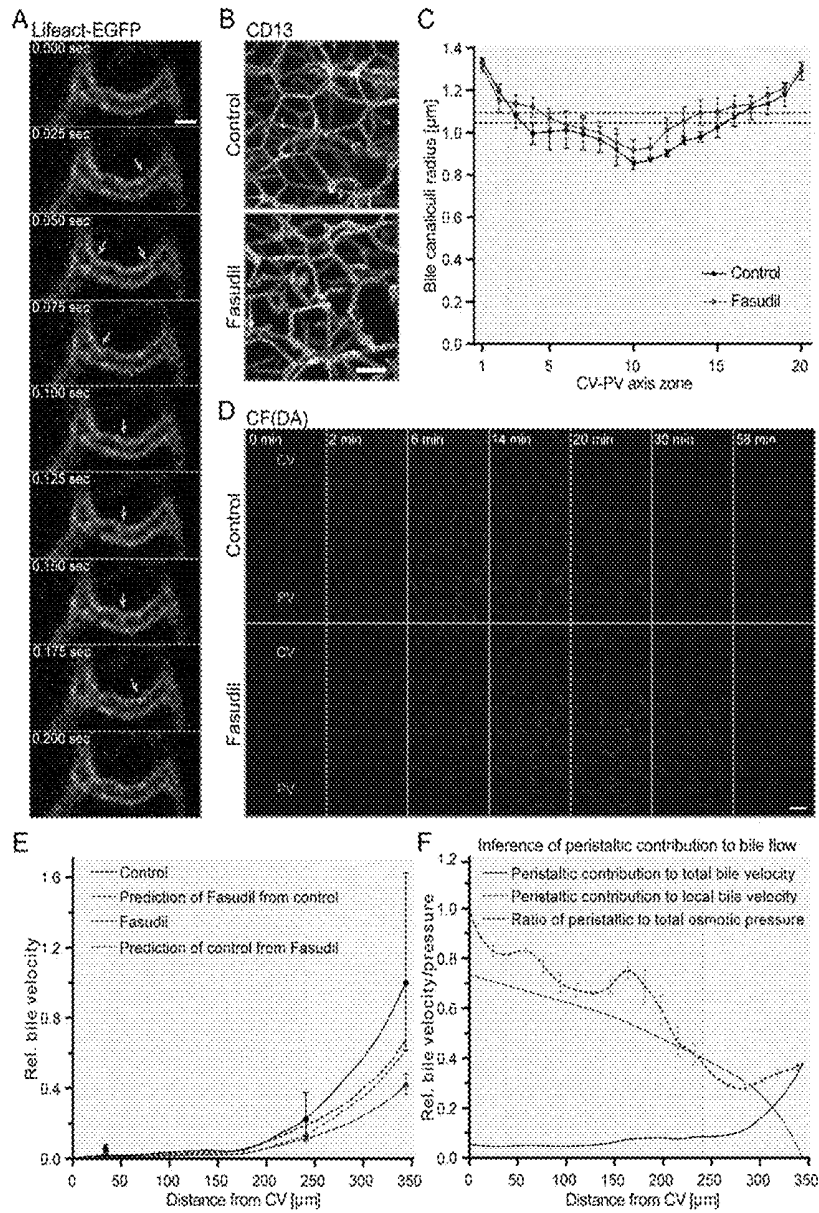 A
Lifeact-EGFP
0.000 sec
0.025 sec
0.050 sec
0.075 sec
0.100 sec
0.125 sec
0.150 sec
0.175 sec
0.200 sec
B
CD13
Control
Fasudil
C
Bile canaliculi radius [µm]
1.4
1.2
1.0
0.8
0.6
0.4
0.2
0.0
Control
Fasudil
1
5
10
15
20
CV-PV axis zone
D
CF(DA)
0 min
2 min
6 min
14 min
20 min
58 min
Control
CV
PV
Fasudil
CV
PV
E
Rel. bile velocity
1.6
1.2
0.8
0.4
0.0
Control
Prediction of Fasudil from control
Fasudil
Prediction of control from Fasudil
0
50
100
150
200
250
300
350
Distance from CV [µm]
F
Inference of peristaltic contribution to bile flow
Rel. bile velocity/pressure
1.2
1.0
0.8
0.6
0.4
0.2
0.0
Peristaltic contribution to total bile velocity
Peristaltic contribution to local bile velocity
Ratio of peristaltic to total osmotic pressure
0
50
100
150
200
250
300
350
Distance from CV [µm]